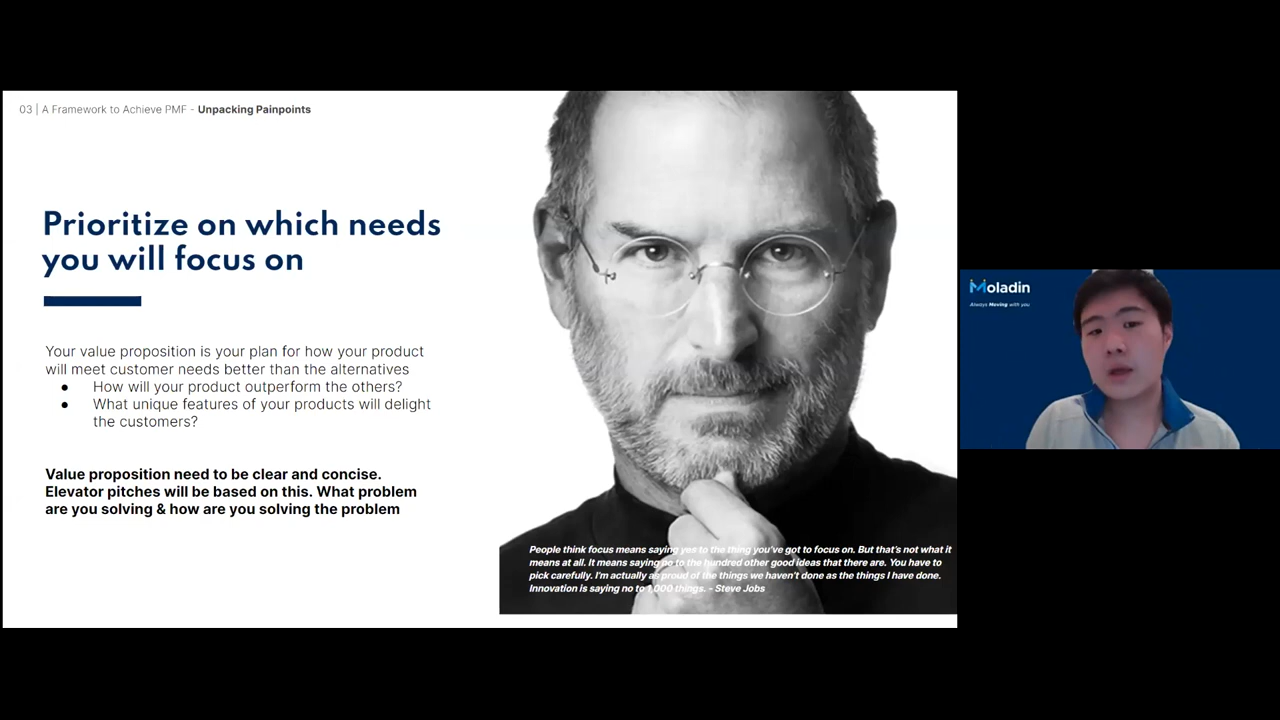 03 | A Framework to Achieve PMF - Unpacking Painpoints
Prioritize on which needs
you will focus on
Your value proposition is your plan for how your product
will meet customer needs better than the alternatives
● How will your product outperform the others?
● What unique features of your products will delight
the customers?
Value proposition need to be clear and concise.
Elevator pitches will be based on this. What problem
are you solving & how are you solving the problem
People think focus means saying yes to the thing you've got to focus on. But that's not what it
means at all. It means saying no to the hundred other good ideas that there are. You have to
pick carefully. I'm actually as proud of the things we haven't done as the things I have done.
Innovation is saying no to 1,000 things. - Steve Jobs
Moladin
Always Moving with you